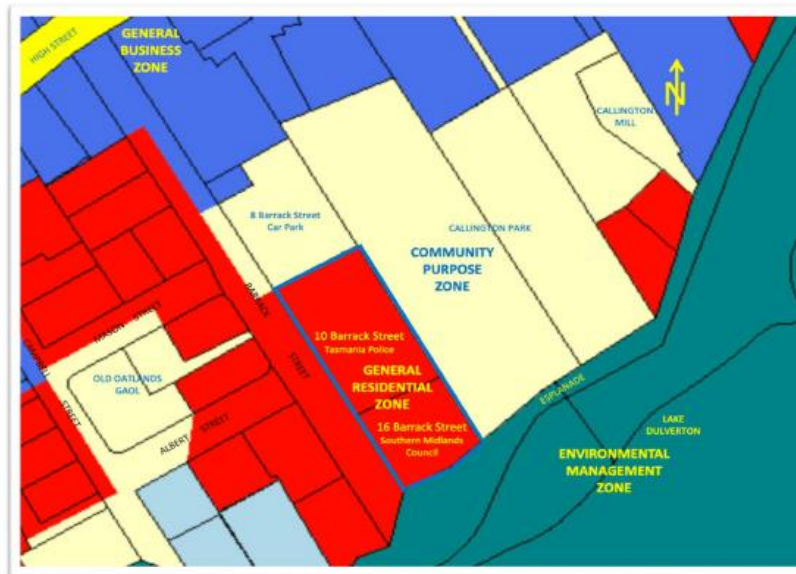 GENERAL
BUSINESS
ZONE
HIGH STREET
N
CALLINGTON
MILL
8 Barrack Street
Car Park
CALLINGTON PARK
COMMUNITY
PURPOSE
ZONE
BARRACK
STREET
MASON STREET
CAMPBELL
STREET
OLD OATLANDS
GAOL
ALBERT STREET
10 Barrack Street
Tasmania Police
GENERAL
RESIDENTIAL
ZONE
16 Barrack Street
Southern Midlands
Council
ESPLANADE
LAKE
DULVERTON
ENVIRONMENTAL
MANAGEMENT
ZONE